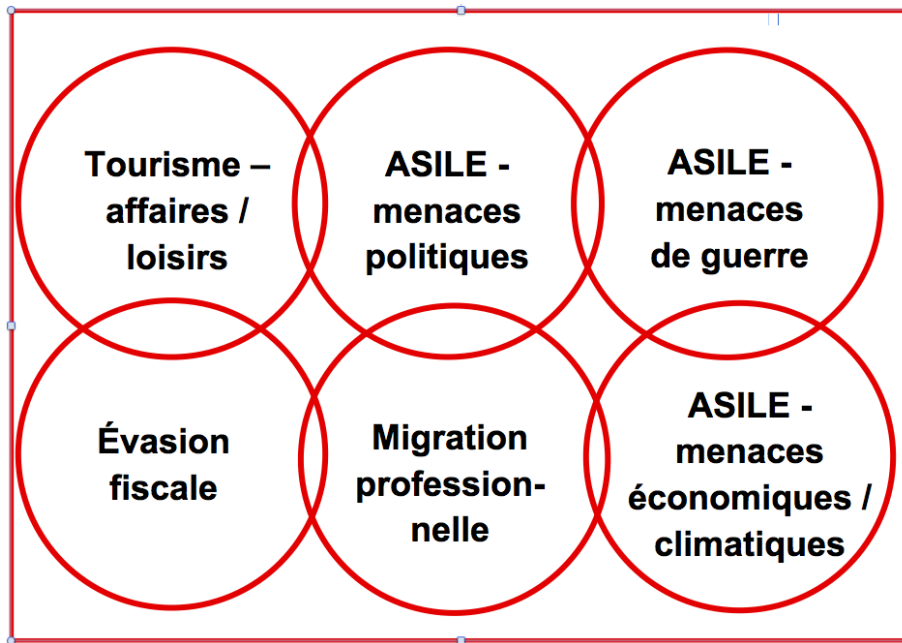 Tourisme –
affaires /
loisirs
ASILE -
menaces
politiques
ASILE -
menaces
de guerre
Évasion
fiscale
Migration
profession-
nelle
ASILE -
menaces
économiques /
climatiques